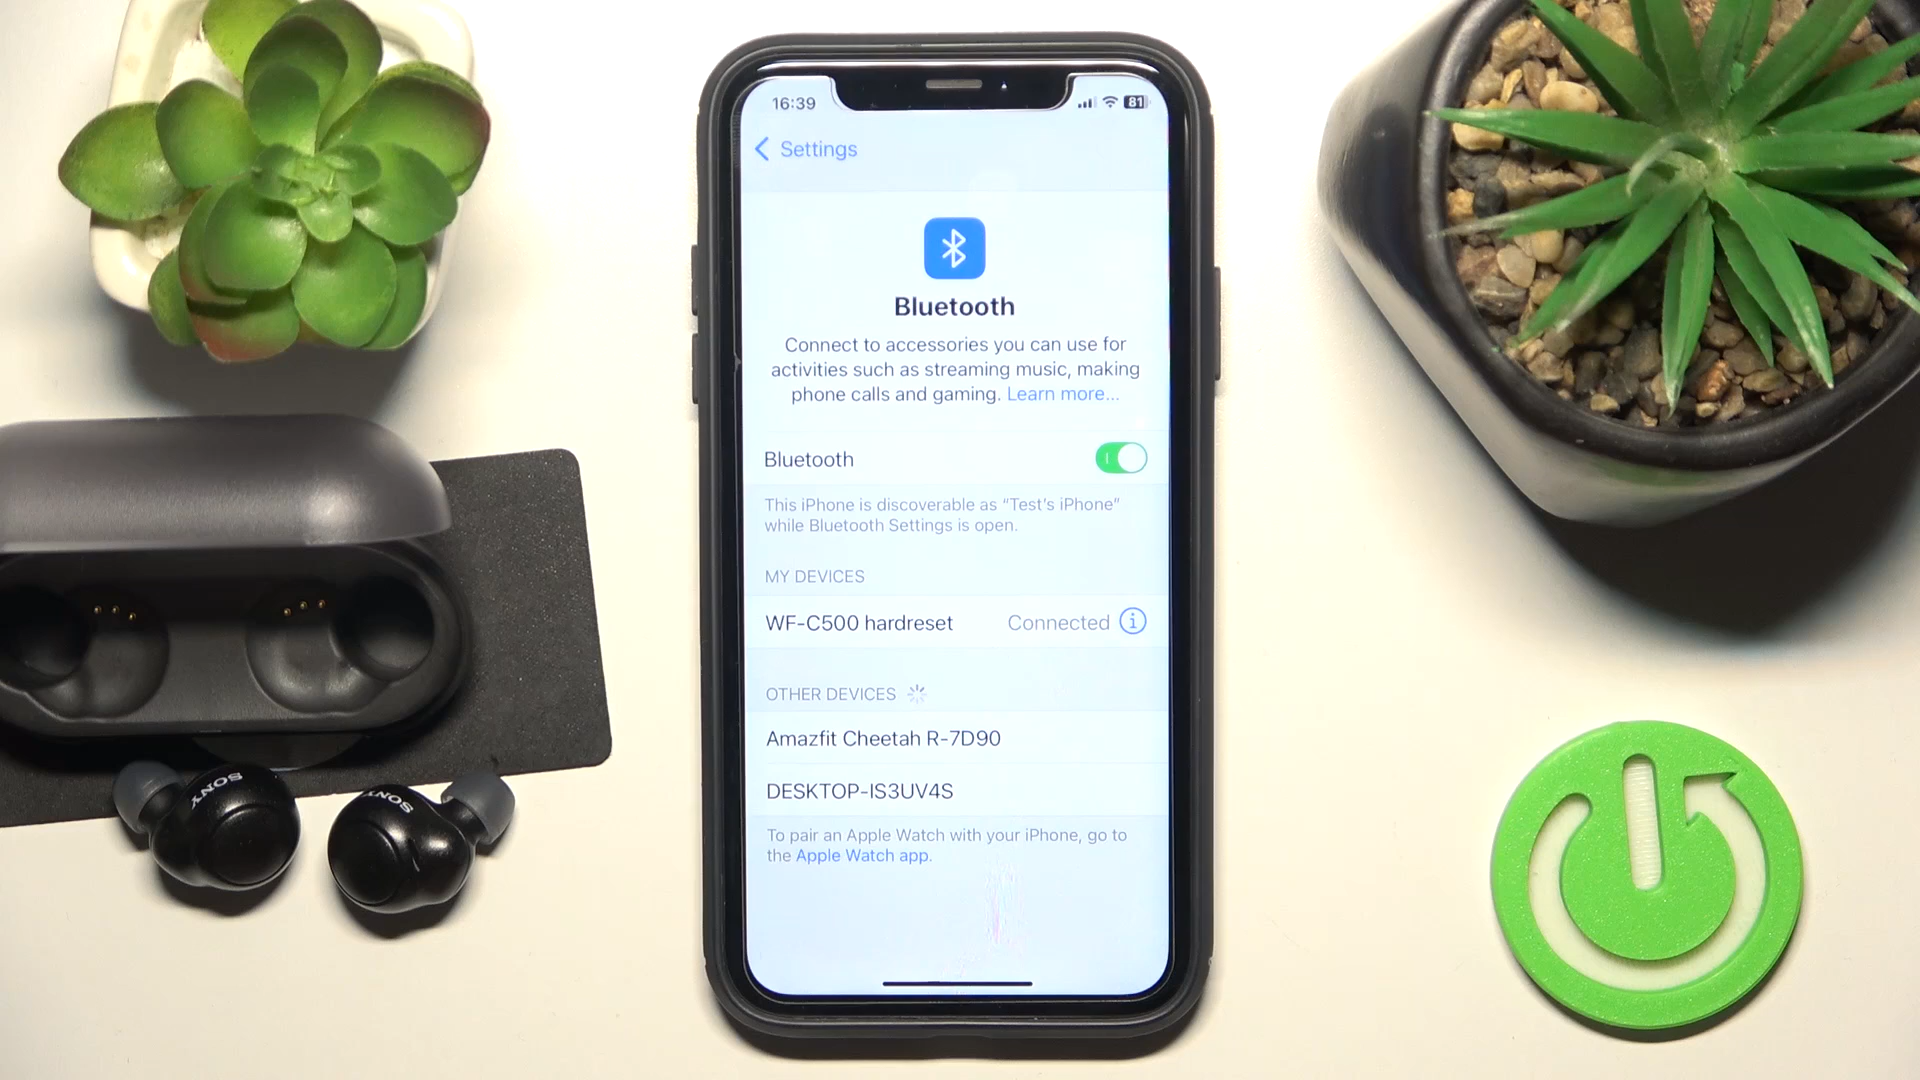 16:39
81
Settings
Bluetooth
Connect to accessories you can use for
activities such as streaming music, making
phone calls and gaming. Learn more...
Bluetooth
This iPhone is discoverable as “Test's iPhone”
while Bluetooth Settings is open.
MY DEVICES
WF-C500 hardreset Connected
OTHER DEVICES
Amazfit Cheetah R-7D90
DESKTOP-IS3UV4S
To pair an Apple Watch with your iPhone, go to
the Apple Watch app.
SONY
SONY